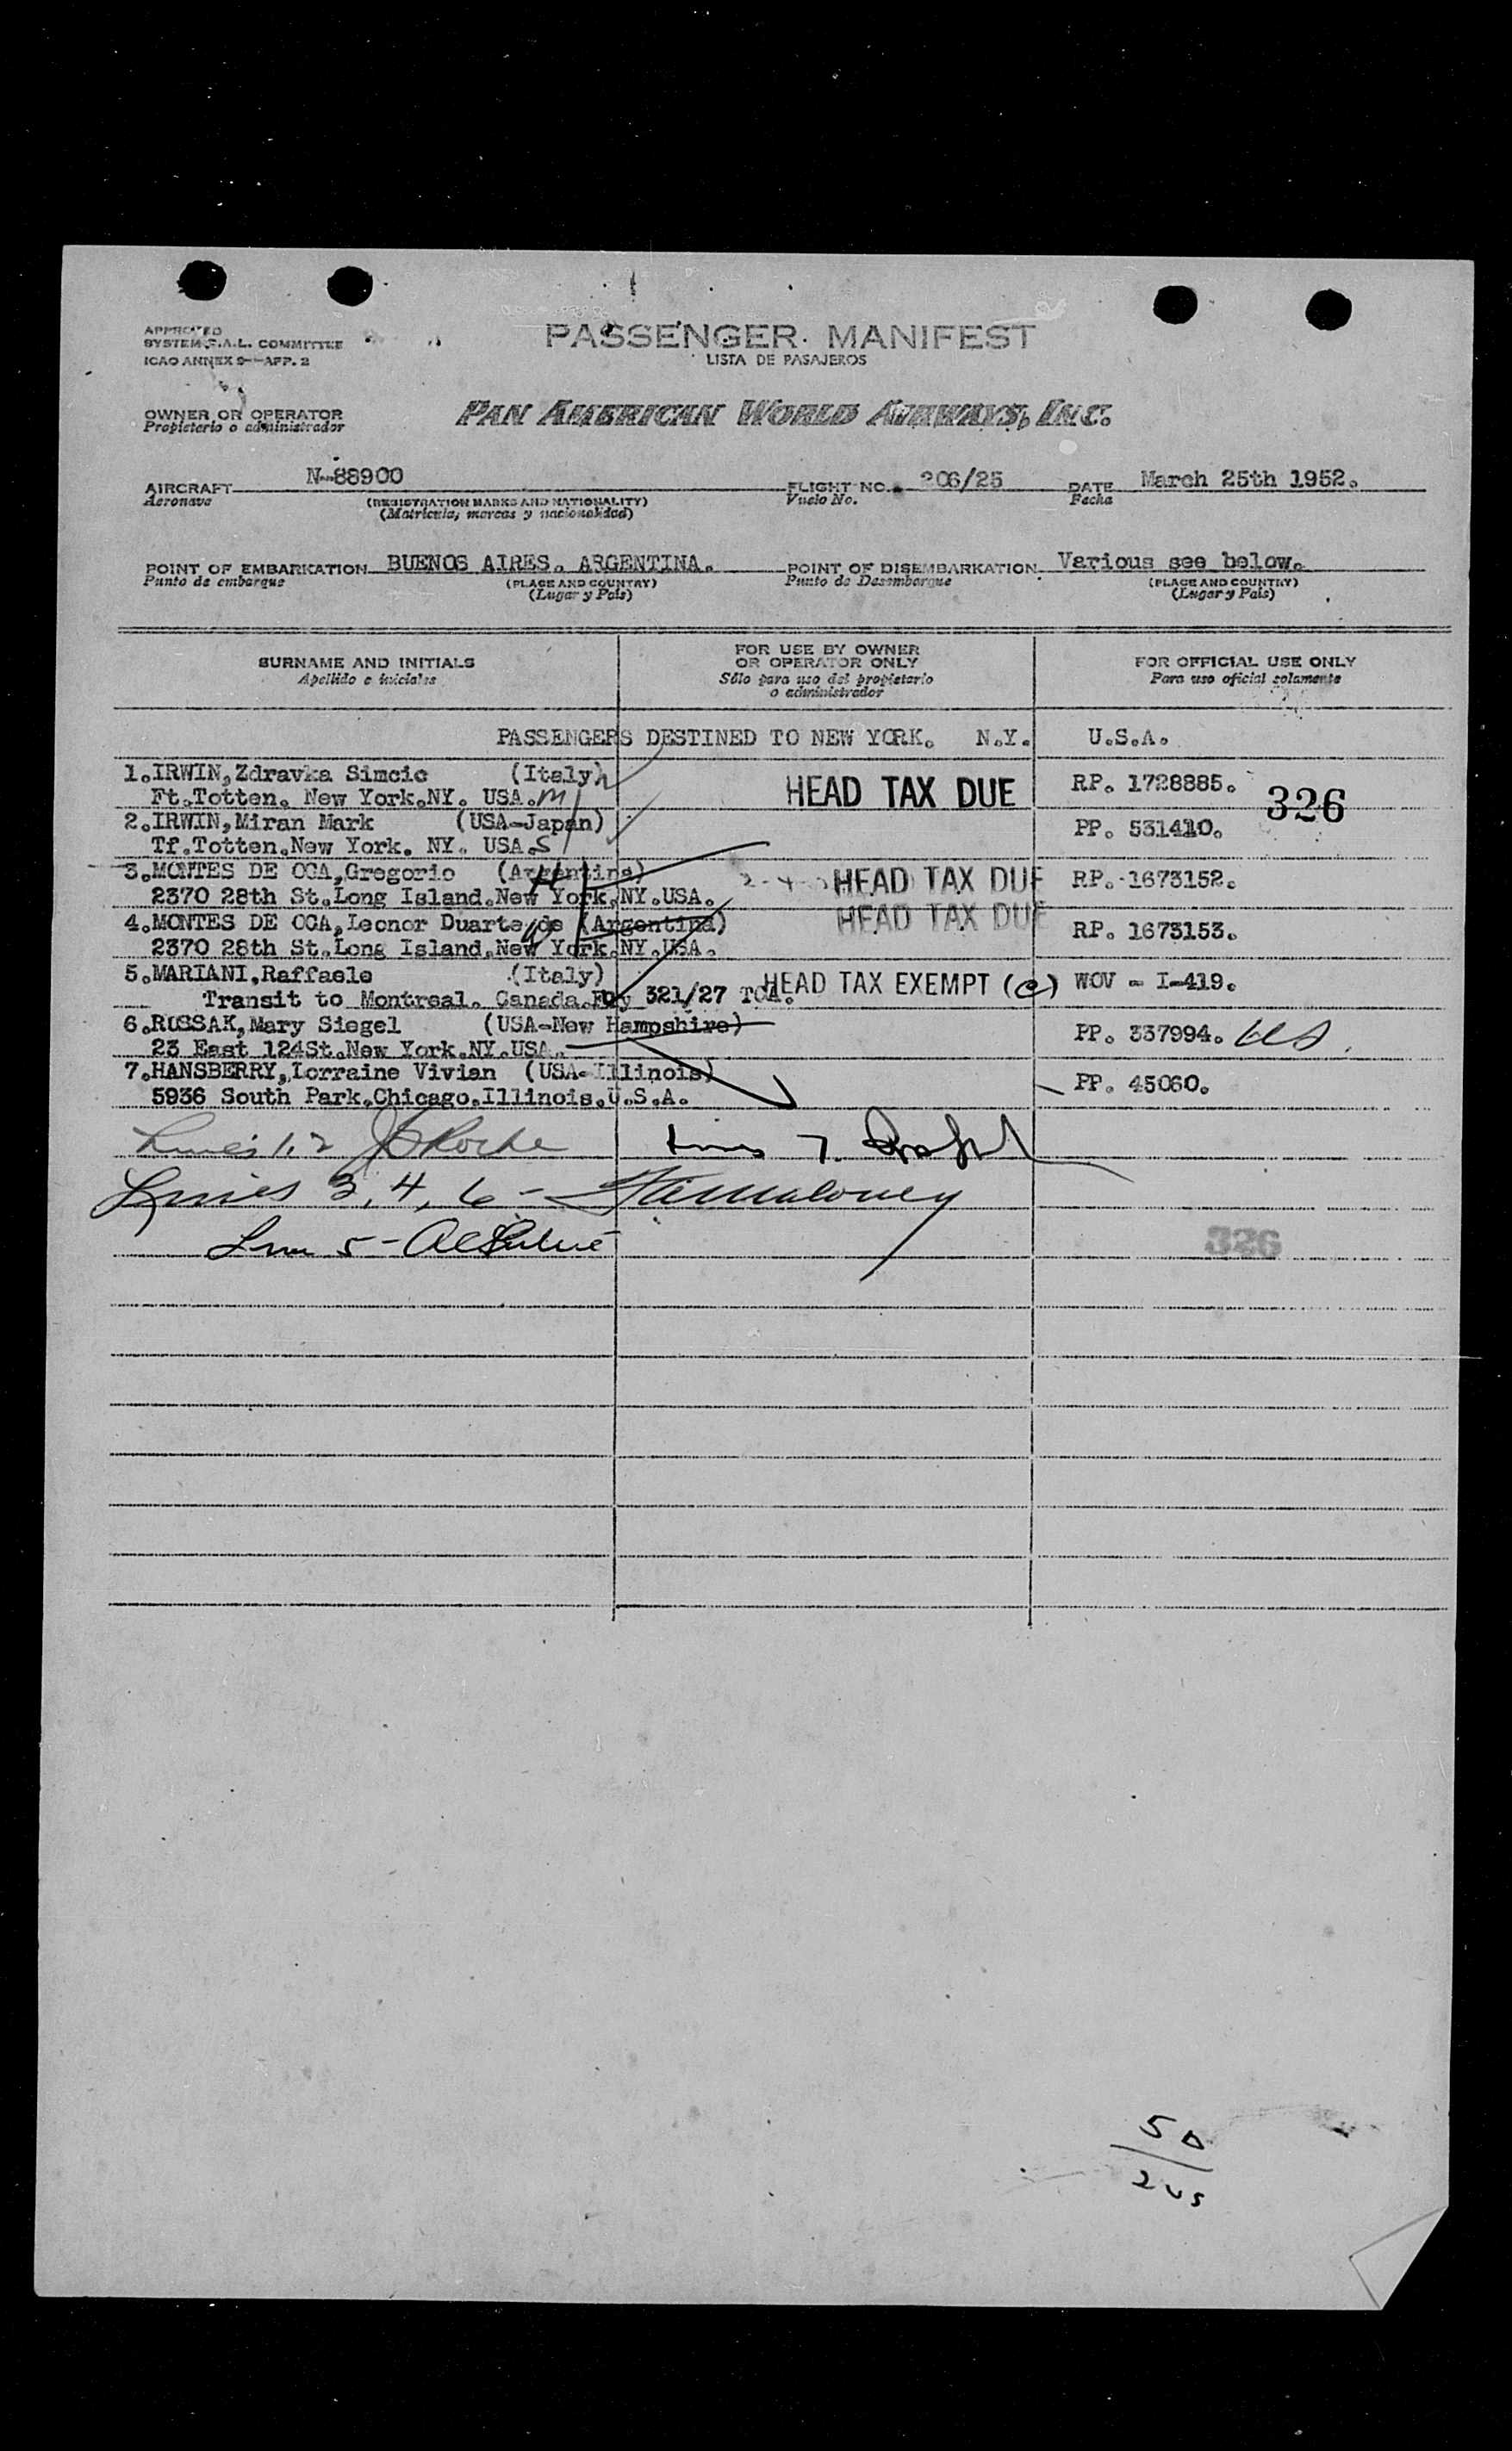 APPROVED
SYSTEM F.A.L. COMMITTEE
ICAO ANNEX 9—APP. 2
PASSENGER MANIFEST
LISTA DE PASAJEROS
OWNER OR OPERATOR
Propietario o administrador
PAN AMERICAN WORLD AIRWAYS, INC.
AIRCRAFT N-88900 FLIGHT NO. 206/25 DATE March 25th 1952.
Aeronave (REGISTRATION MARKS AND NATIONALITY) Vuelo No. Fecha
(Matricula, marcas y nacionalidad)
POINT OF EMBARKATION BUENOS AIRES. ARGENTINA. POINT OF DISEMBARKATION Various see below.
Punto de embarque (PLACE AND COUNTRY) Punto de Desembarque (PLACE AND COUNTRY)
(Lugar y País) (Lugar y País)
SURNAME AND INITIALS
Apellido e iniciales
FOR USE BY OWNER
OR OPERATOR ONLY
Sólo para uso del propietario
o administrador
FOR OFFICIAL USE ONLY
Para uso oficial solamente
PASSENGERS DESTINED TO NEW YORK. N.Y. U.S.A.
1.IRWIN,Zdravka Simcic (Italy) HEAD TAX DUE RP. 1728885. 326
Ft.Totten. New York.NY. USA. M
2.IRWIN,Miran Mark (USA-Japan) PP. 531410.
Tf.Totten.New York. NY. USA. S
3.MONTES DE OCA,Gregorio (Argentina) HEAD TAX DUE RP. 1673152.
2370 28th St.Long Island.New York.NY.USA.
4.MONTES DE OCA,Leonor Duarte de (Argentina) HEAD TAX DUE RP. 1673153.
2370 28th St.Long Island.New York.NY.USA.
5.MARIANI,Raffaele (Italy) HEAD TAX EXEMPT (e) WOV - I-419.
Transit to Montreal. Canada. 321/27 TCA.
6.RUSSAK,Mary Siegel (USA-New Hampshire) PP. 337994. US
23 East 124St.New York.NY.USA.
7.HANSBERRY,Lorraine Vivian (USA-Illinois) PP. 45060.
5936 South Park.Chicago.Illinois.U.S.A.
Lines 1,2 Roche Lines 7.
Lines 3, 4, 6 - Maloney
Line 5 -
326
5 A
2 US